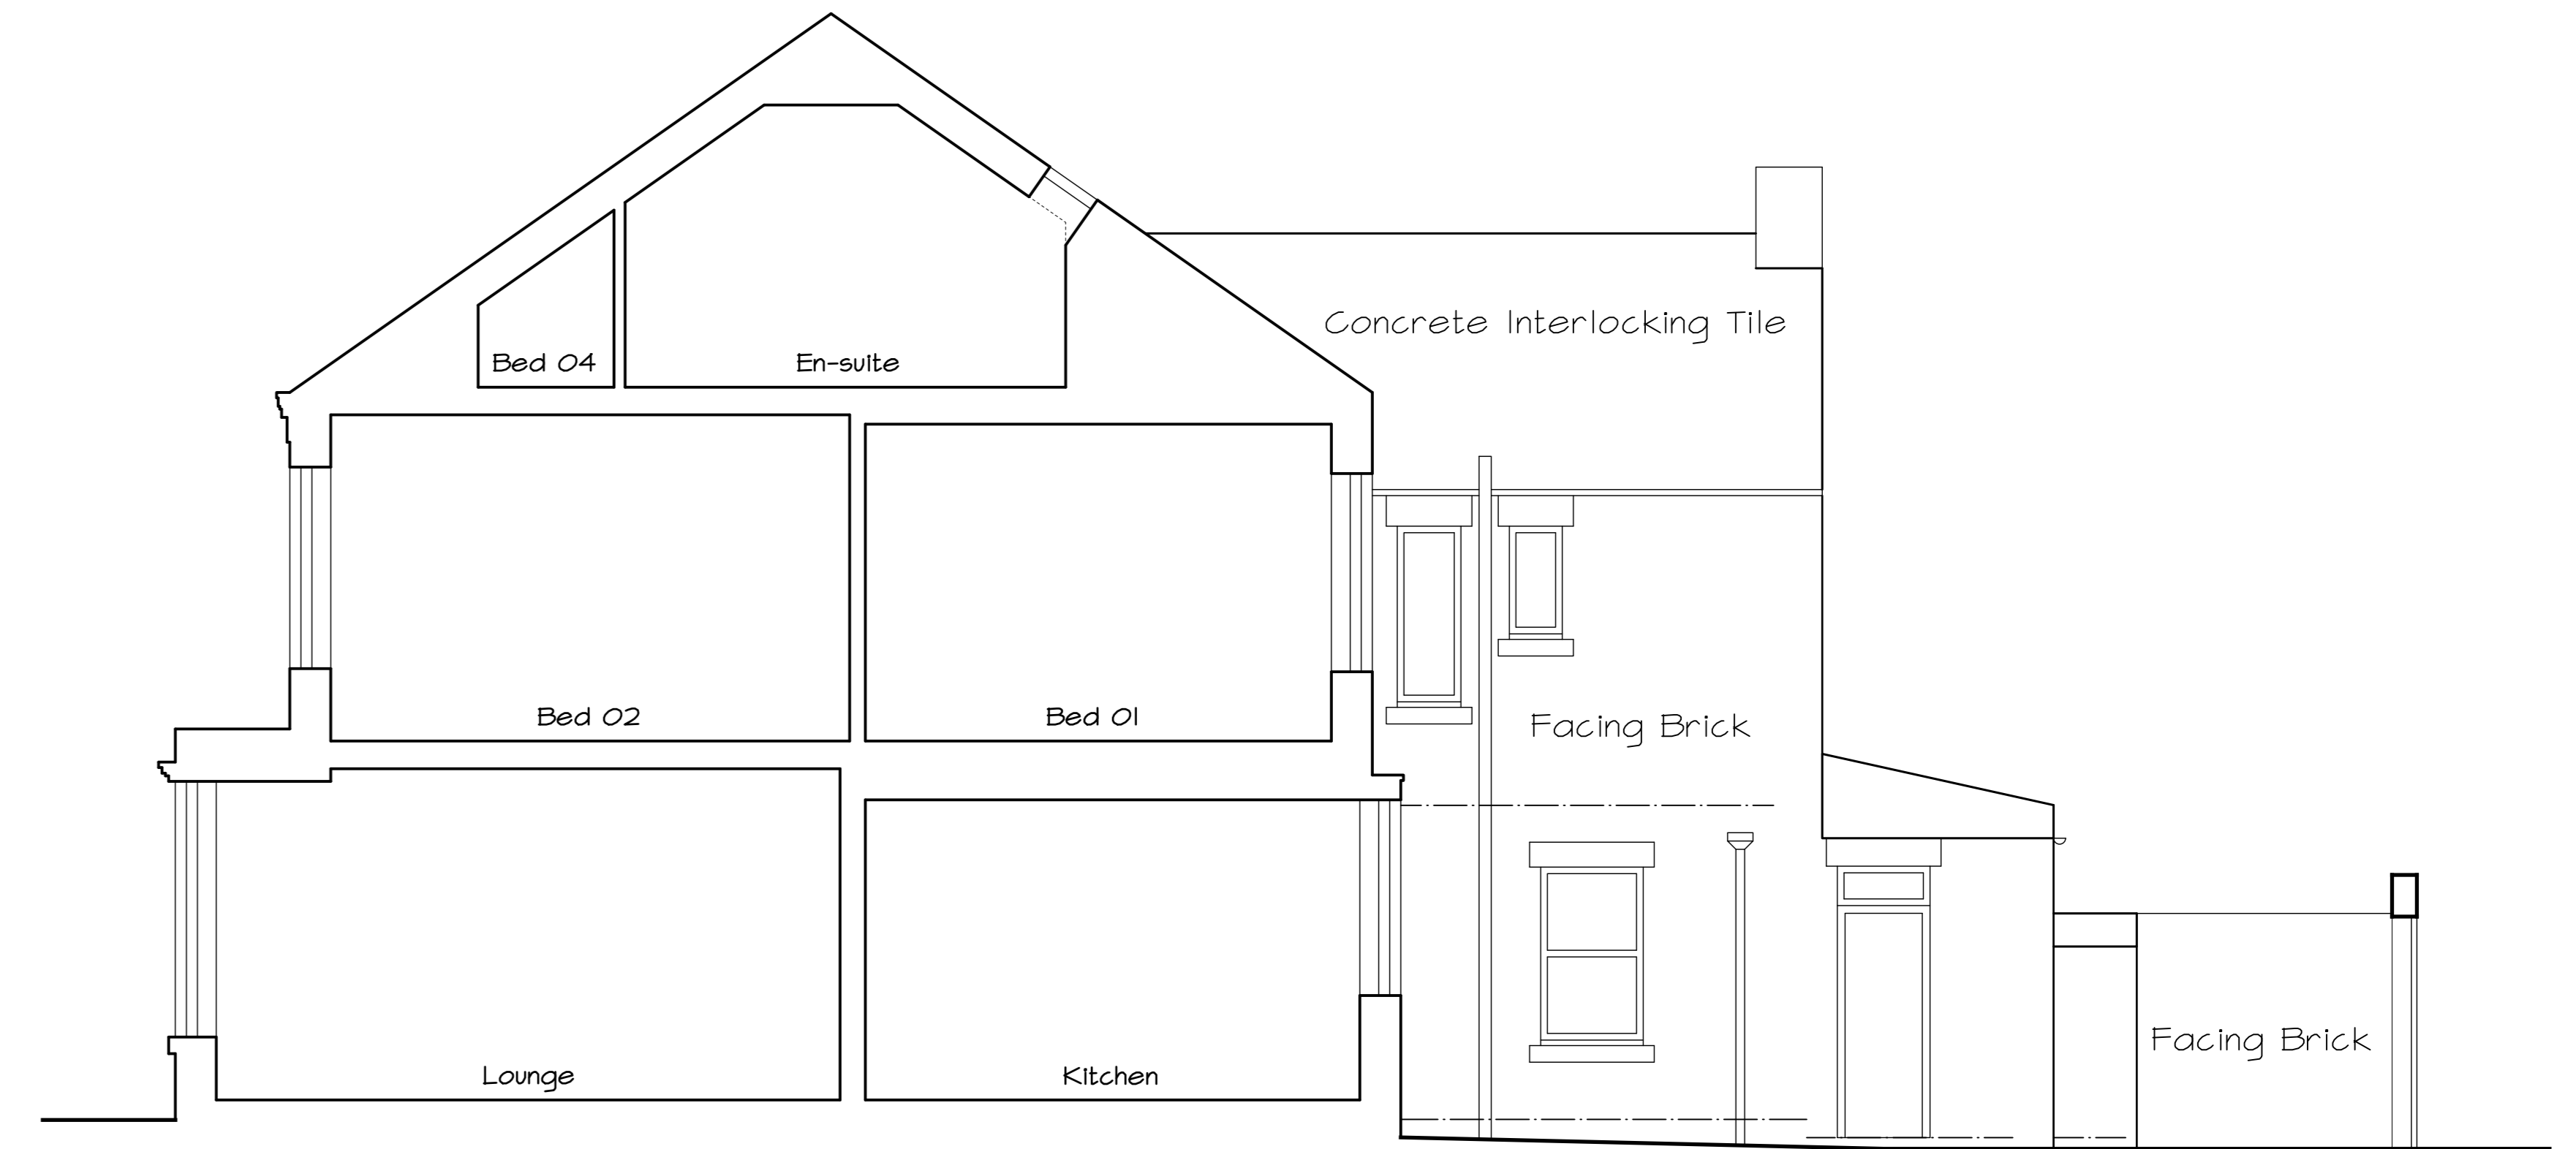 Concrete Interlocking Tile
Bed 04
En-suite
Bed 02
Bed 01
Facing Brick
Lounge
Kitchen
Facing Brick